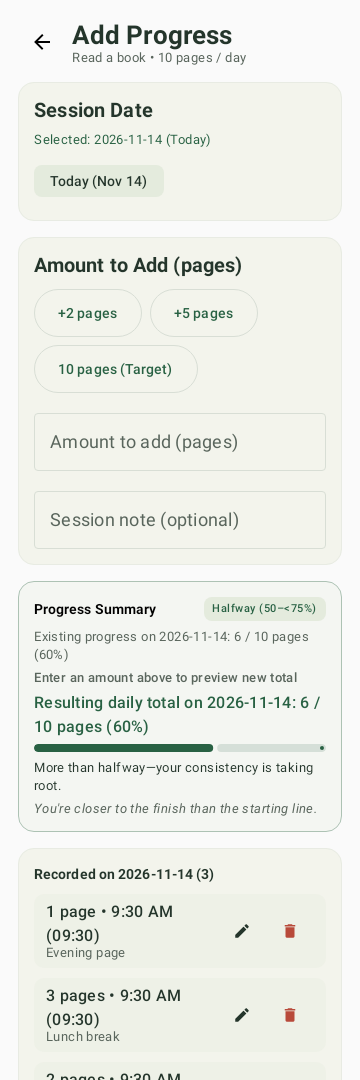 Add Progress
Read a book • 10 pages / day
Session Date
Selected: 2026-11-14 (Today)
Today (Nov 14)
Amount to Add (pages)
+2 pages
+5 pages
10 pages (Target)
Amount to add (pages)
Session note (optional)
Progress Summary
Halfway (50–<75%)
Existing progress on 2026-11-14: 6 / 10 pages
(60%)
Enter an amount above to preview new total
Resulting daily total on 2026-11-14: 6 /
10 pages (60%)
More than halfway—your consistency is taking
root.
You're closer to the finish than the starting line.
Recorded on 2026-11-14 (3)
1 page • 9:30 AM
(09:30)
Evening page
3 pages • 9:30 AM
(09:30)
Lunch break
2 pages • 9:30 AM